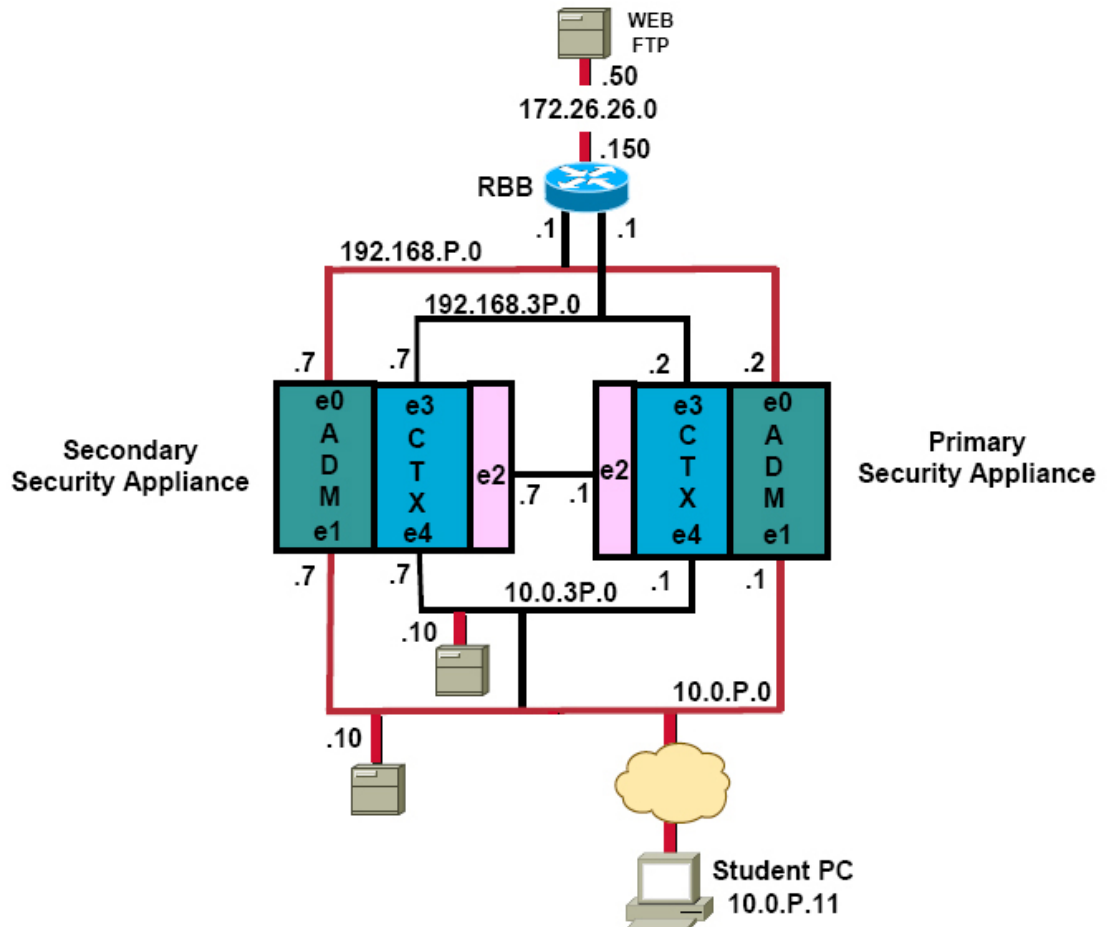 WEB
FTP
.50
172.26.26.0
.150
RBB
.1
.1
192.168.P.0
192.168.3P.0
.7
.7
.2
.2
Secondary
Security Appliance
e0
A
D
M
e1
e3
C
T
X
e4
e2
.7
.1
e2
e3
C
T
X
e4
e0
A
D
M
e1
Primary
Security Appliance
.7
.7
10.0.3P.0
.1
.1
.10
10.0.P.0
.10
Student PC
10.0.P.11